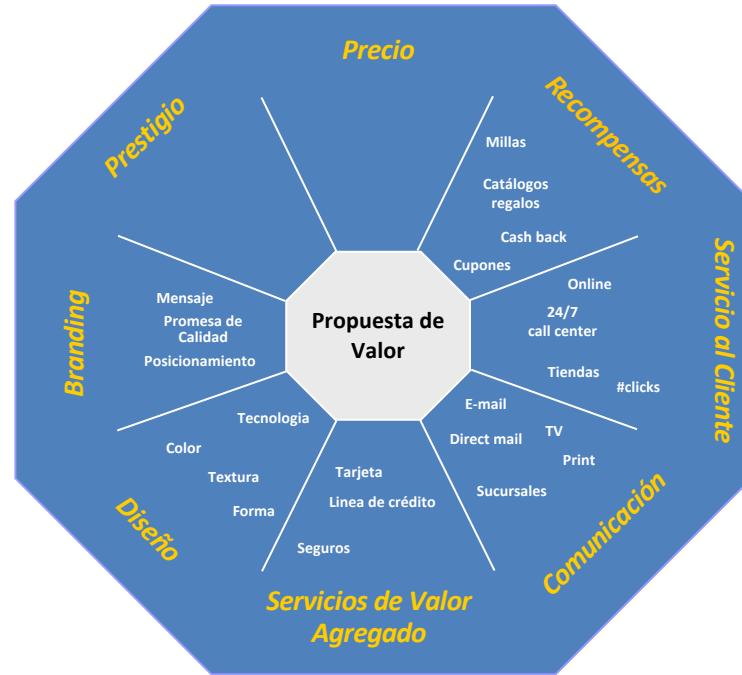 Precio
Recompensas
Millas
Catálogos
regalos
Cash back
Cupones
Servicio al Cliente
Online
24/7
call center
Tiendas
#clicks
Comunicación
E-mail
TV
Direct mail
Print
Sucursales
Servicios de Valor
Agregado
Tarjeta
Linea de crédito
Seguros
Diseño
Tecnologia
Color
Textura
Forma
Branding
Mensaje
Promesa de
Calidad
Posicionamiento
Prestigio
Propuesta de
Valor